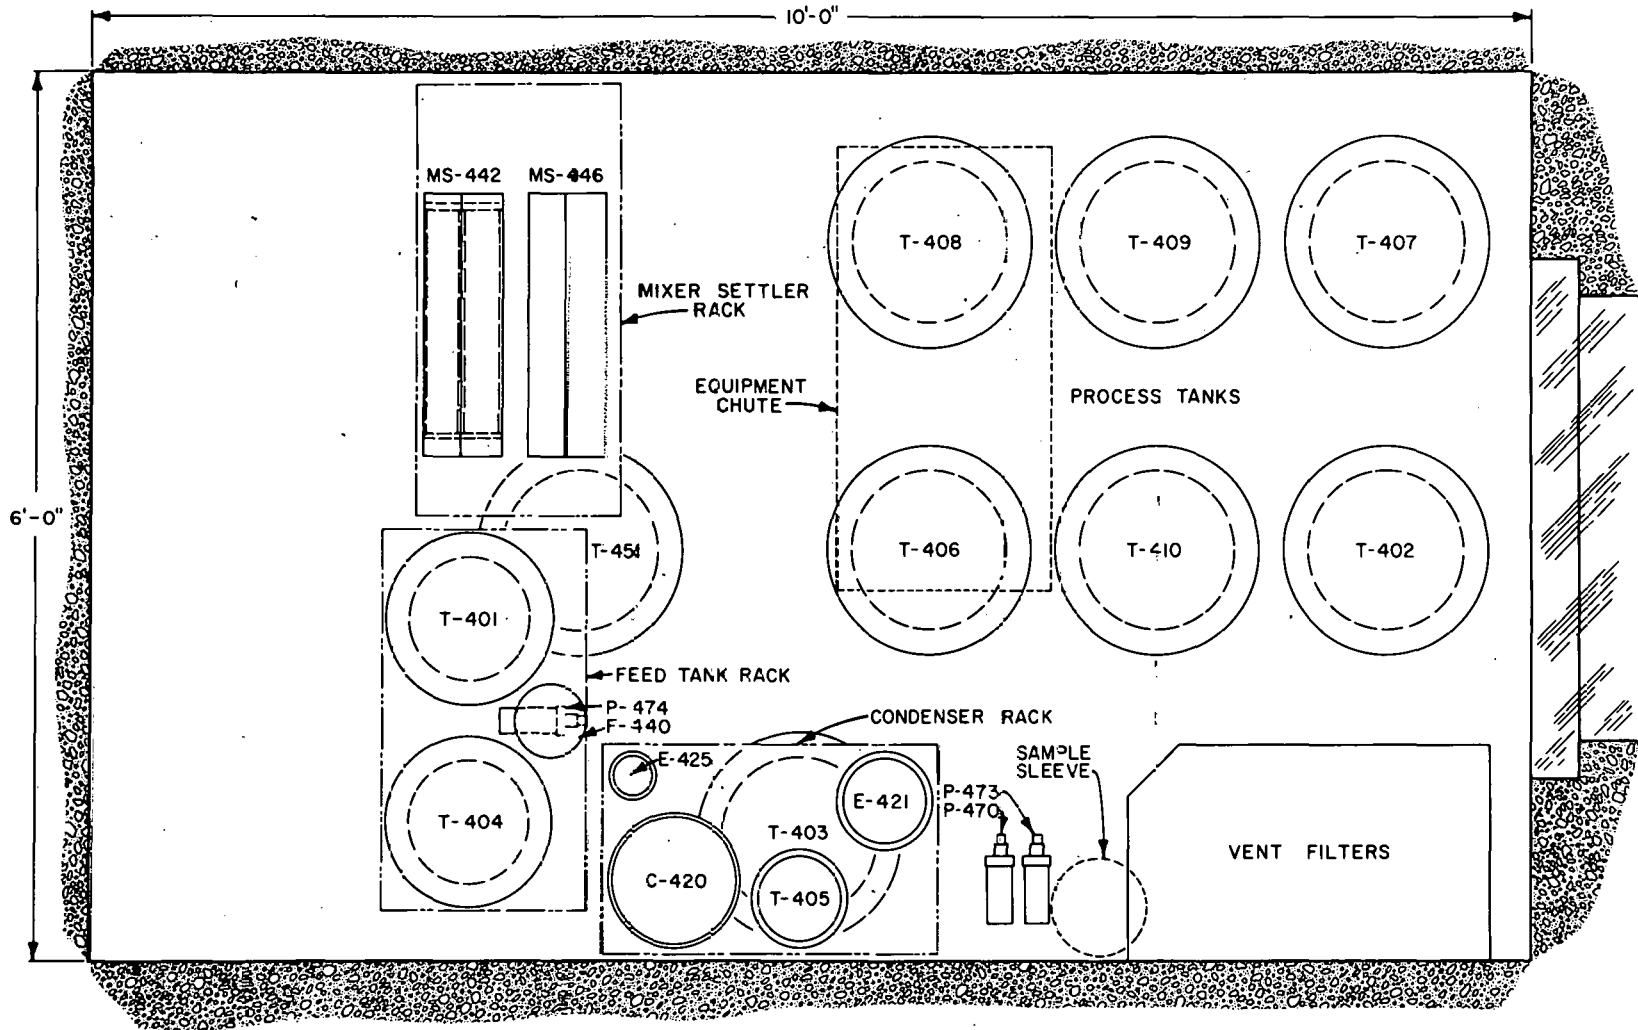 10'-0"
MS-442
MS-446
T-408
T-409
T-407
MIXER SETTLER
RACK
EQUIPMENT
CHUTE
PROCESS TANKS
6'-0"
T-451
T-406
T-410
T-402
T-401
FEED TANK RACK
P-474
F-440
CONDENSER RACK
SAMPLE
SLEEVE
E-425
E-421
P-473
P-470
T-404
T-403
VENT FILTERS
C-420
T-405